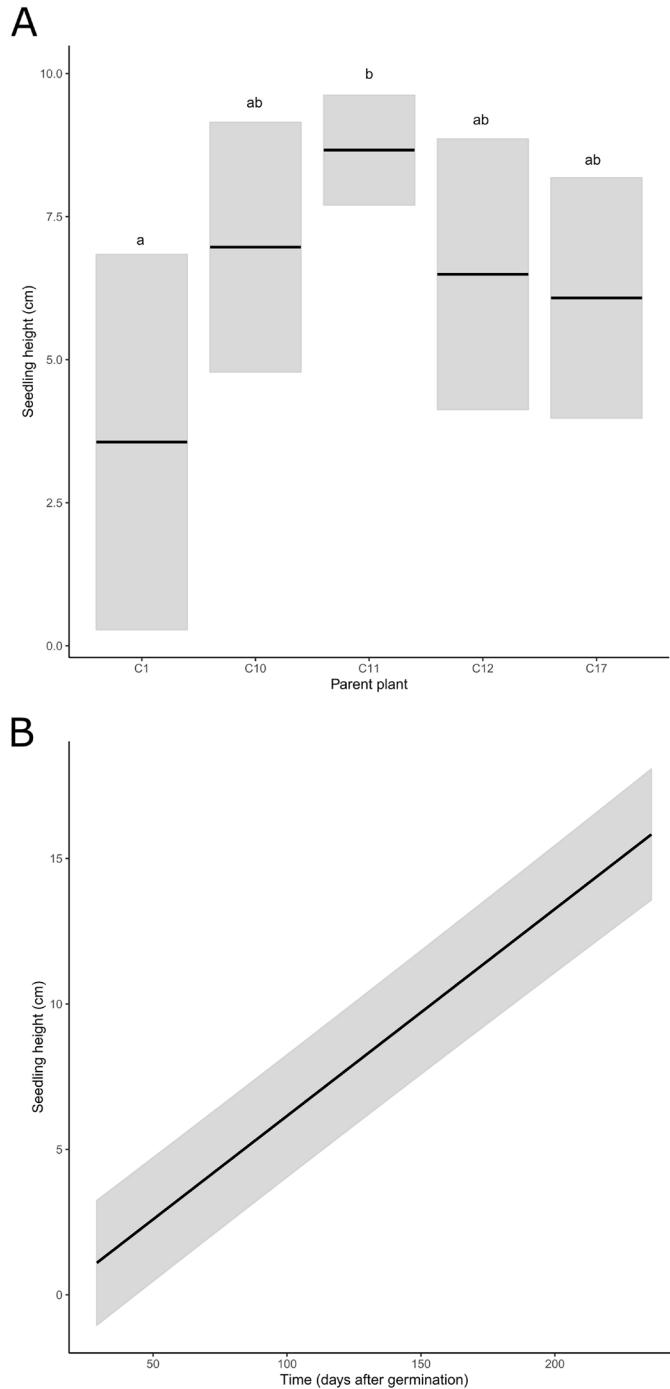 A
10.0
7.5
5.0
2.5
0.0
Seedling height (cm)
a
ab
b
ab
ab
C1 C10 C11 C12 C17
Parent plant
B
15
10
5
0
Seedling height (cm)
50 100 150 200
Time (days after germination)